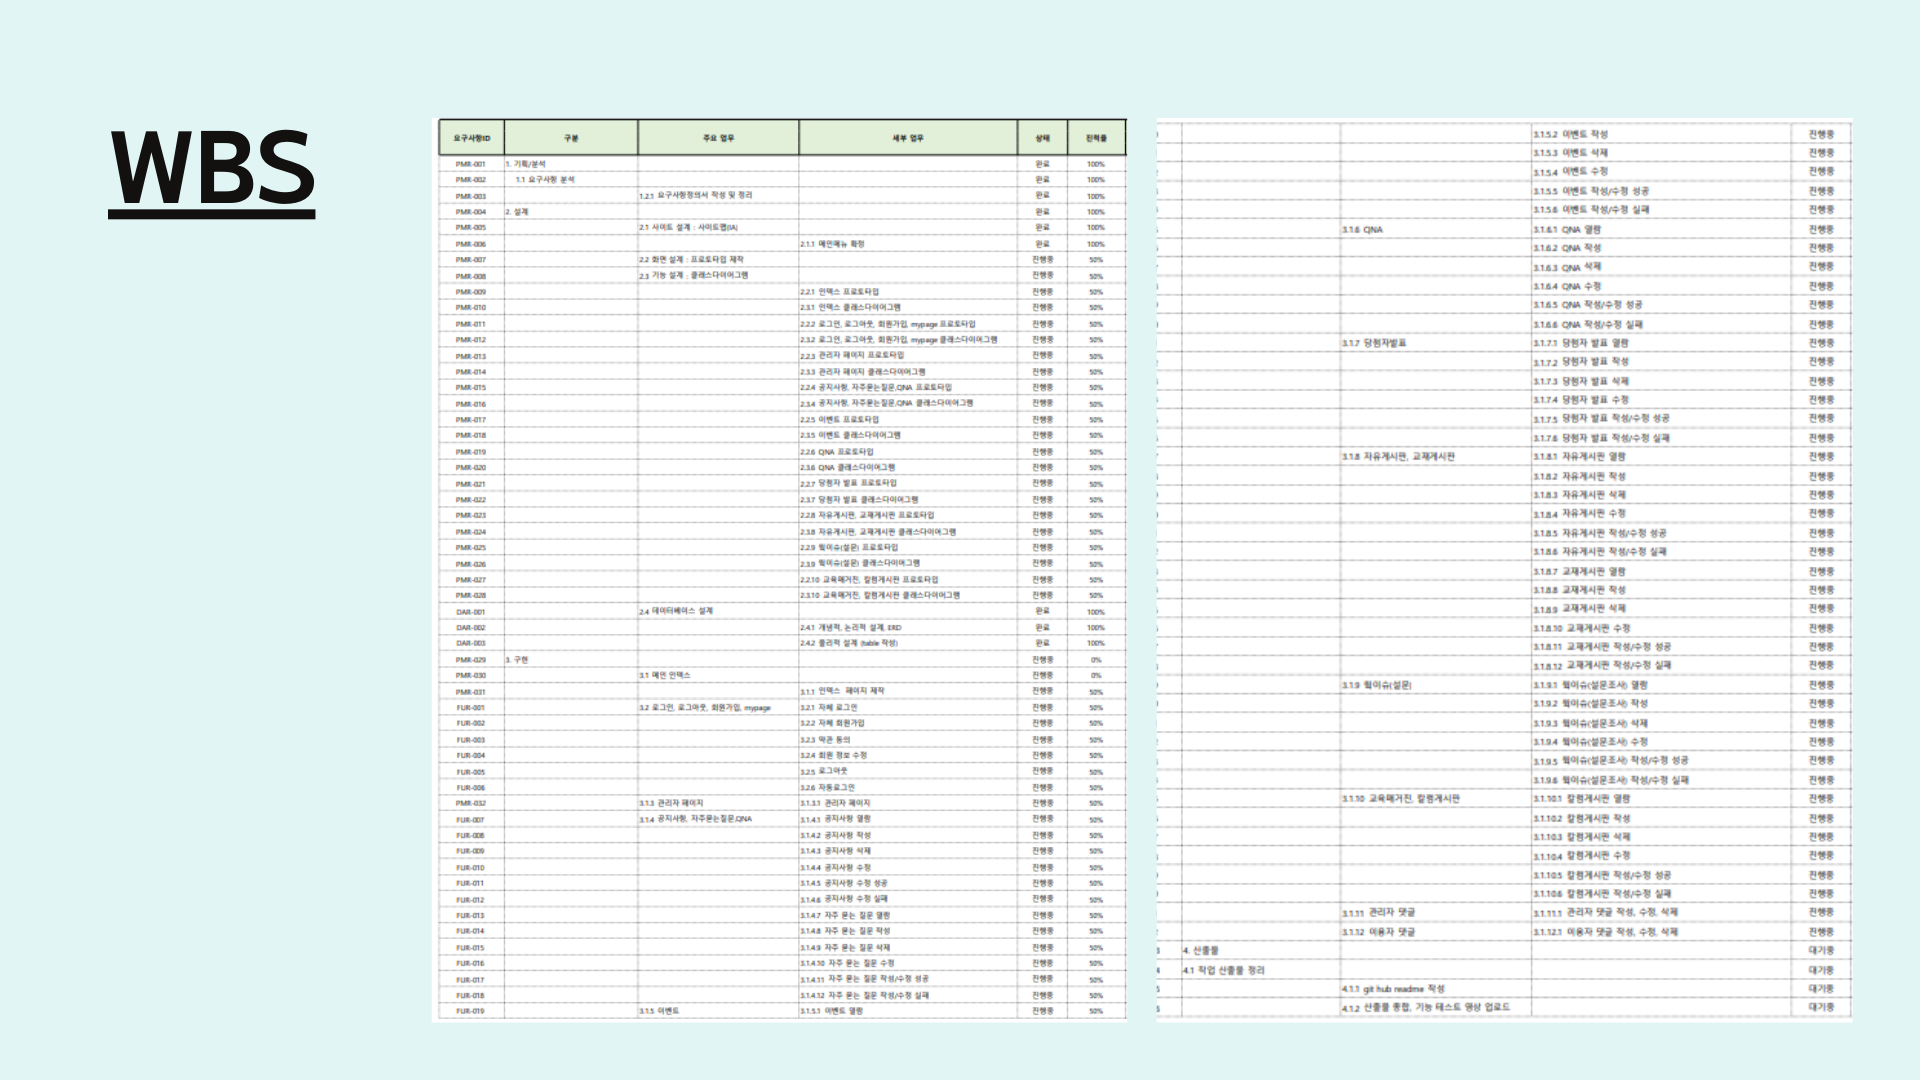 WBS
요구사항ID 구분 주요 업무 세부 업무 상태 진척률
PMR-001 1. 기획/분석 완료 100%
PMR-002 1.1 요구사항 분석 완료 100%
PMR-003 1.2.1 요구사항정의서 작성 및 정리 완료 100%
PMR-004 2. 설계 완료 100%
PMR-005 2.1 사이트 설계 : 사이트맵(IA) 완료 100%
PMR-006 2.1.1 메인메뉴 확정 완료 100%
PMR-007 2.2 화면 설계 : 프로토타입 제작 진행중 50%
PMR-008 2.3 기능 설계 : 클래스다이어그램 진행중 50%
PMR-009 2.2.1 인덱스 프로토타입 진행중 50%
PMR-010 2.3.1 인덱스 클래스다이어그램 진행중 50%
PMR-011 2.2.2 로그인, 로그아웃, 회원가입, mypage 프로토타입 진행중 50%
PMR-012 2.3.2 로그인, 로그아웃, 회원가입, mypage 클래스다이어그램 진행중 50%
PMR-013 2.2.3 관리자 페이지 프로토타입 진행중 50%
PMR-014 2.3.3 관리자 페이지 클래스다이어그램 진행중 50%
PMR-015 2.2.4 공지사항, 자주묻는질문,QNA 프로토타입 진행중 50%
PMR-016 2.3.4 공지사항, 자주묻는질문,QNA 클래스다이어그램 진행중 50%
PMR-017 2.2.5 이벤트 프로토타입 진행중 50%
PMR-018 2.3.5 이벤트 클래스다이어그램 진행중 50%
PMR-019 2.2.6 QNA 프로토타입 진행중 50%
PMR-020 2.3.6 QNA 클래스다이어그램 진행중 50%
PMR-021 2.2.7 당첨자 발표 프로토타입 진행중 50%
PMR-022 2.3.7 당첨자 발표 클래스다이어그램 진행중 50%
PMR-023 2.2.8 자유게시판, 교재게시판 프로토타입 진행중 50%
PMR-024 2.3.8 자유게시판, 교재게시판 클래스다이어그램 진행중 50%
PMR-025 2.2.9 웍이슈(설문) 프로토타입 진행중 50%
PMR-026 2.3.9 웍이슈(설문) 클래스다이어그램 진행중 50%
PMR-027 2.2.10 교육매거진, 칼럼게시판 프로토타입 진행중 50%
PMR-028 2.3.10 교육매거진, 칼럼게시판 클래스다이어그램 진행중 50%
DAR-001 2.4 데이터베이스 설계 완료 100%
DAR-002 2.4.1 개념적, 논리적 설계, ERD 완료 100%
DAR-003 2.4.2 물리적 설계 (table 작성) 완료 100%
PMR-029 3. 구현 진행중 0%
PMR-030 3.1 메인 인덱스 진행중 0%
PMR-031 3.1.1 인덱스 페이지 제작 진행중 50%
FUR-001 3.2 로그인, 로그아웃, 회원가입, mypage 3.2.1 자체 로그인 진행중 50%
FUR-002 3.2.2 자체 회원가입 진행중 50%
FUR-003 3.2.3 약관 동의 진행중 50%
FUR-004 3.2.4 회원 정보 수정 진행중 50%
FUR-005 3.2.5 로그아웃 진행중 50%
FUR-006 3.2.6 자동로그인 진행중 50%
PMR-032 3.1.3 관리자 페이지 3.1.3.1 관리자 페이지 진행중 50%
FUR-007 3.1.4 공지사항, 자주묻는질문,QNA 3.1.4.1 공지사항 열람 진행중 50%
FUR-008 3.1.4.2 공지사항 작성 진행중 50%
FUR-009 3.1.4.3 공지사항 삭제 진행중 50%
FUR-010 3.1.4.4 공지사항 수정 진행중 50%
FUR-011 3.1.4.5 공지사항 수정 성공 진행중 50%
FUR-012 3.1.4.6 공지사항 수정 실패 진행중 50%
FUR-013 3.1.4.7 자주 묻는 질문 열람 진행중 50%
FUR-014 3.1.4.8 자주 묻는 질문 작성 진행중 50%
FUR-015 3.1.4.9 자주 묻는 질문 삭제 진행중 50%
FUR-016 3.1.4.10 자주 묻는 질문 수정 진행중 50%
FUR-017 3.1.4.11 자주 묻는 질문 작성/수정 성공 진행중 50%
FUR-018 3.1.4.12 자주 묻는 질문 작성/수정 실패 진행중 50%
FUR-019 3.1.5 이벤트 3.1.5.1 이벤트 열람 진행중 50%
3.1.5.2 이벤트 작성 진행중
3.1.5.3 이벤트 삭제 진행중
3.1.5.4 이벤트 수정 진행중
3.1.5.5 이벤트 작성/수정 성공 진행중
3.1.5.6 이벤트 작성/수정 실패 진행중
3.1.6 QNA 3.1.6.1 QNA 열람 진행중
3.1.6.2 QNA 작성 진행중
3.1.6.3 QNA 삭제 진행중
3.1.6.4 QNA 수정 진행중
3.1.6.5 QNA 작성/수정 성공 진행중
3.1.6.6 QNA 작성/수정 실패 진행중
3.1.7 당첨자발표 3.1.7.1 당첨자 발표 열람 진행중
3.1.7.2 당첨자 발표 작성 진행중
3.1.7.3 당첨자 발표 삭제 진행중
3.1.7.4 당첨자 발표 수정 진행중
3.1.7.5 당첨자 발표 작성/수정 성공 진행중
3.1.7.6 당첨자 발표 작성/수정 실패 진행중
3.1.8 자유게시판, 교재게시판 3.1.8.1 자유게시판 열람 진행중
3.1.8.2 자유게시판 작성 진행중
3.1.8.3 자유게시판 삭제 진행중
3.1.8.4 자유게시판 수정 진행중
3.1.8.5 자유게시판 작성/수정 성공 진행중
3.1.8.6 자유게시판 작성/수정 실패 진행중
3.1.8.7 교재게시판 열람 진행중
3.1.8.8 교재게시판 작성 진행중
3.1.8.9 교재게시판 삭제 진행중
3.1.8.10 교재게시판 수정 진행중
3.1.8.11 교재게시판 작성/수정 성공 진행중
3.1.8.12 교재게시판 작성/수정 실패 진행중
3.1.9 웍이슈(설문) 3.1.9.1 웍이슈(설문조사) 열람 진행중
3.1.9.2 웍이슈(설문조사) 작성 진행중
3.1.9.3 웍이슈(설문조사) 삭제 진행중
3.1.9.4 웍이슈(설문조사) 수정 진행중
3.1.9.5 웍이슈(설문조사) 작성/수정 성공 진행중
3.1.9.6 웍이슈(설문조사) 작성/수정 실패 진행중
3.1.10 교육매거진, 칼럼게시판 3.1.10.1 칼럼게시판 열람 진행중
3.1.10.2 칼럼게시판 작성 진행중
3.1.10.3 칼럼게시판 삭제 진행중
3.1.10.4 칼럼게시판 수정 진행중
3.1.10.5 칼럼게시판 작성/수정 성공 진행중
3.1.10.6 칼럼게시판 작성/수정 실패 진행중
3.1.11 관리자 댓글 3.1.11.1 관리자 댓글 작성, 수정, 삭제 진행중
3.1.12 이용자 댓글 3.1.12.1 이용자 댓글 작성, 수정, 삭제 진행중
4. 산출물 대기중
4.1 작업 산출물 정리 대기중
4.1.1 git hub readme 작성 대기중
4.1.2 산출물 종합, 기능 테스트 영상 업로드 대기중